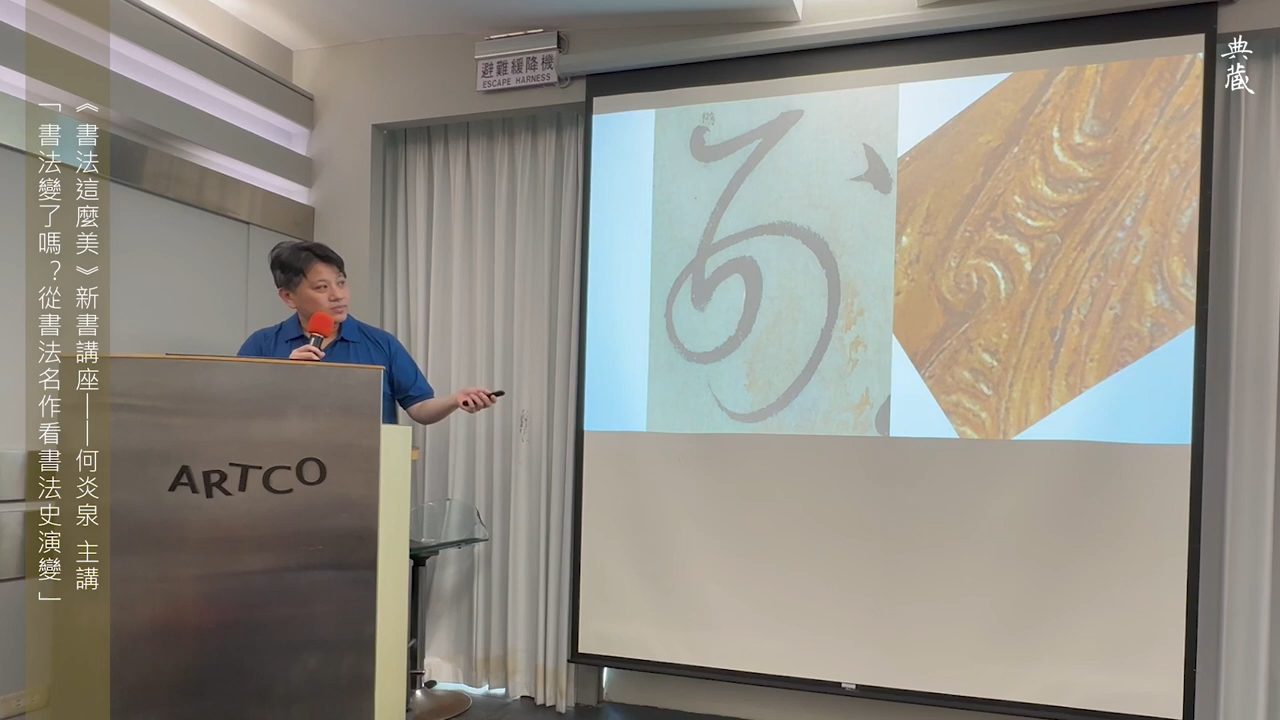 《書法這麼美》新書講座——何炎泉 主講
「書法變了嗎？從書法名作看書法史演變」
避難緩降機
ESCAPE HARNESS
典藏
ARTCO